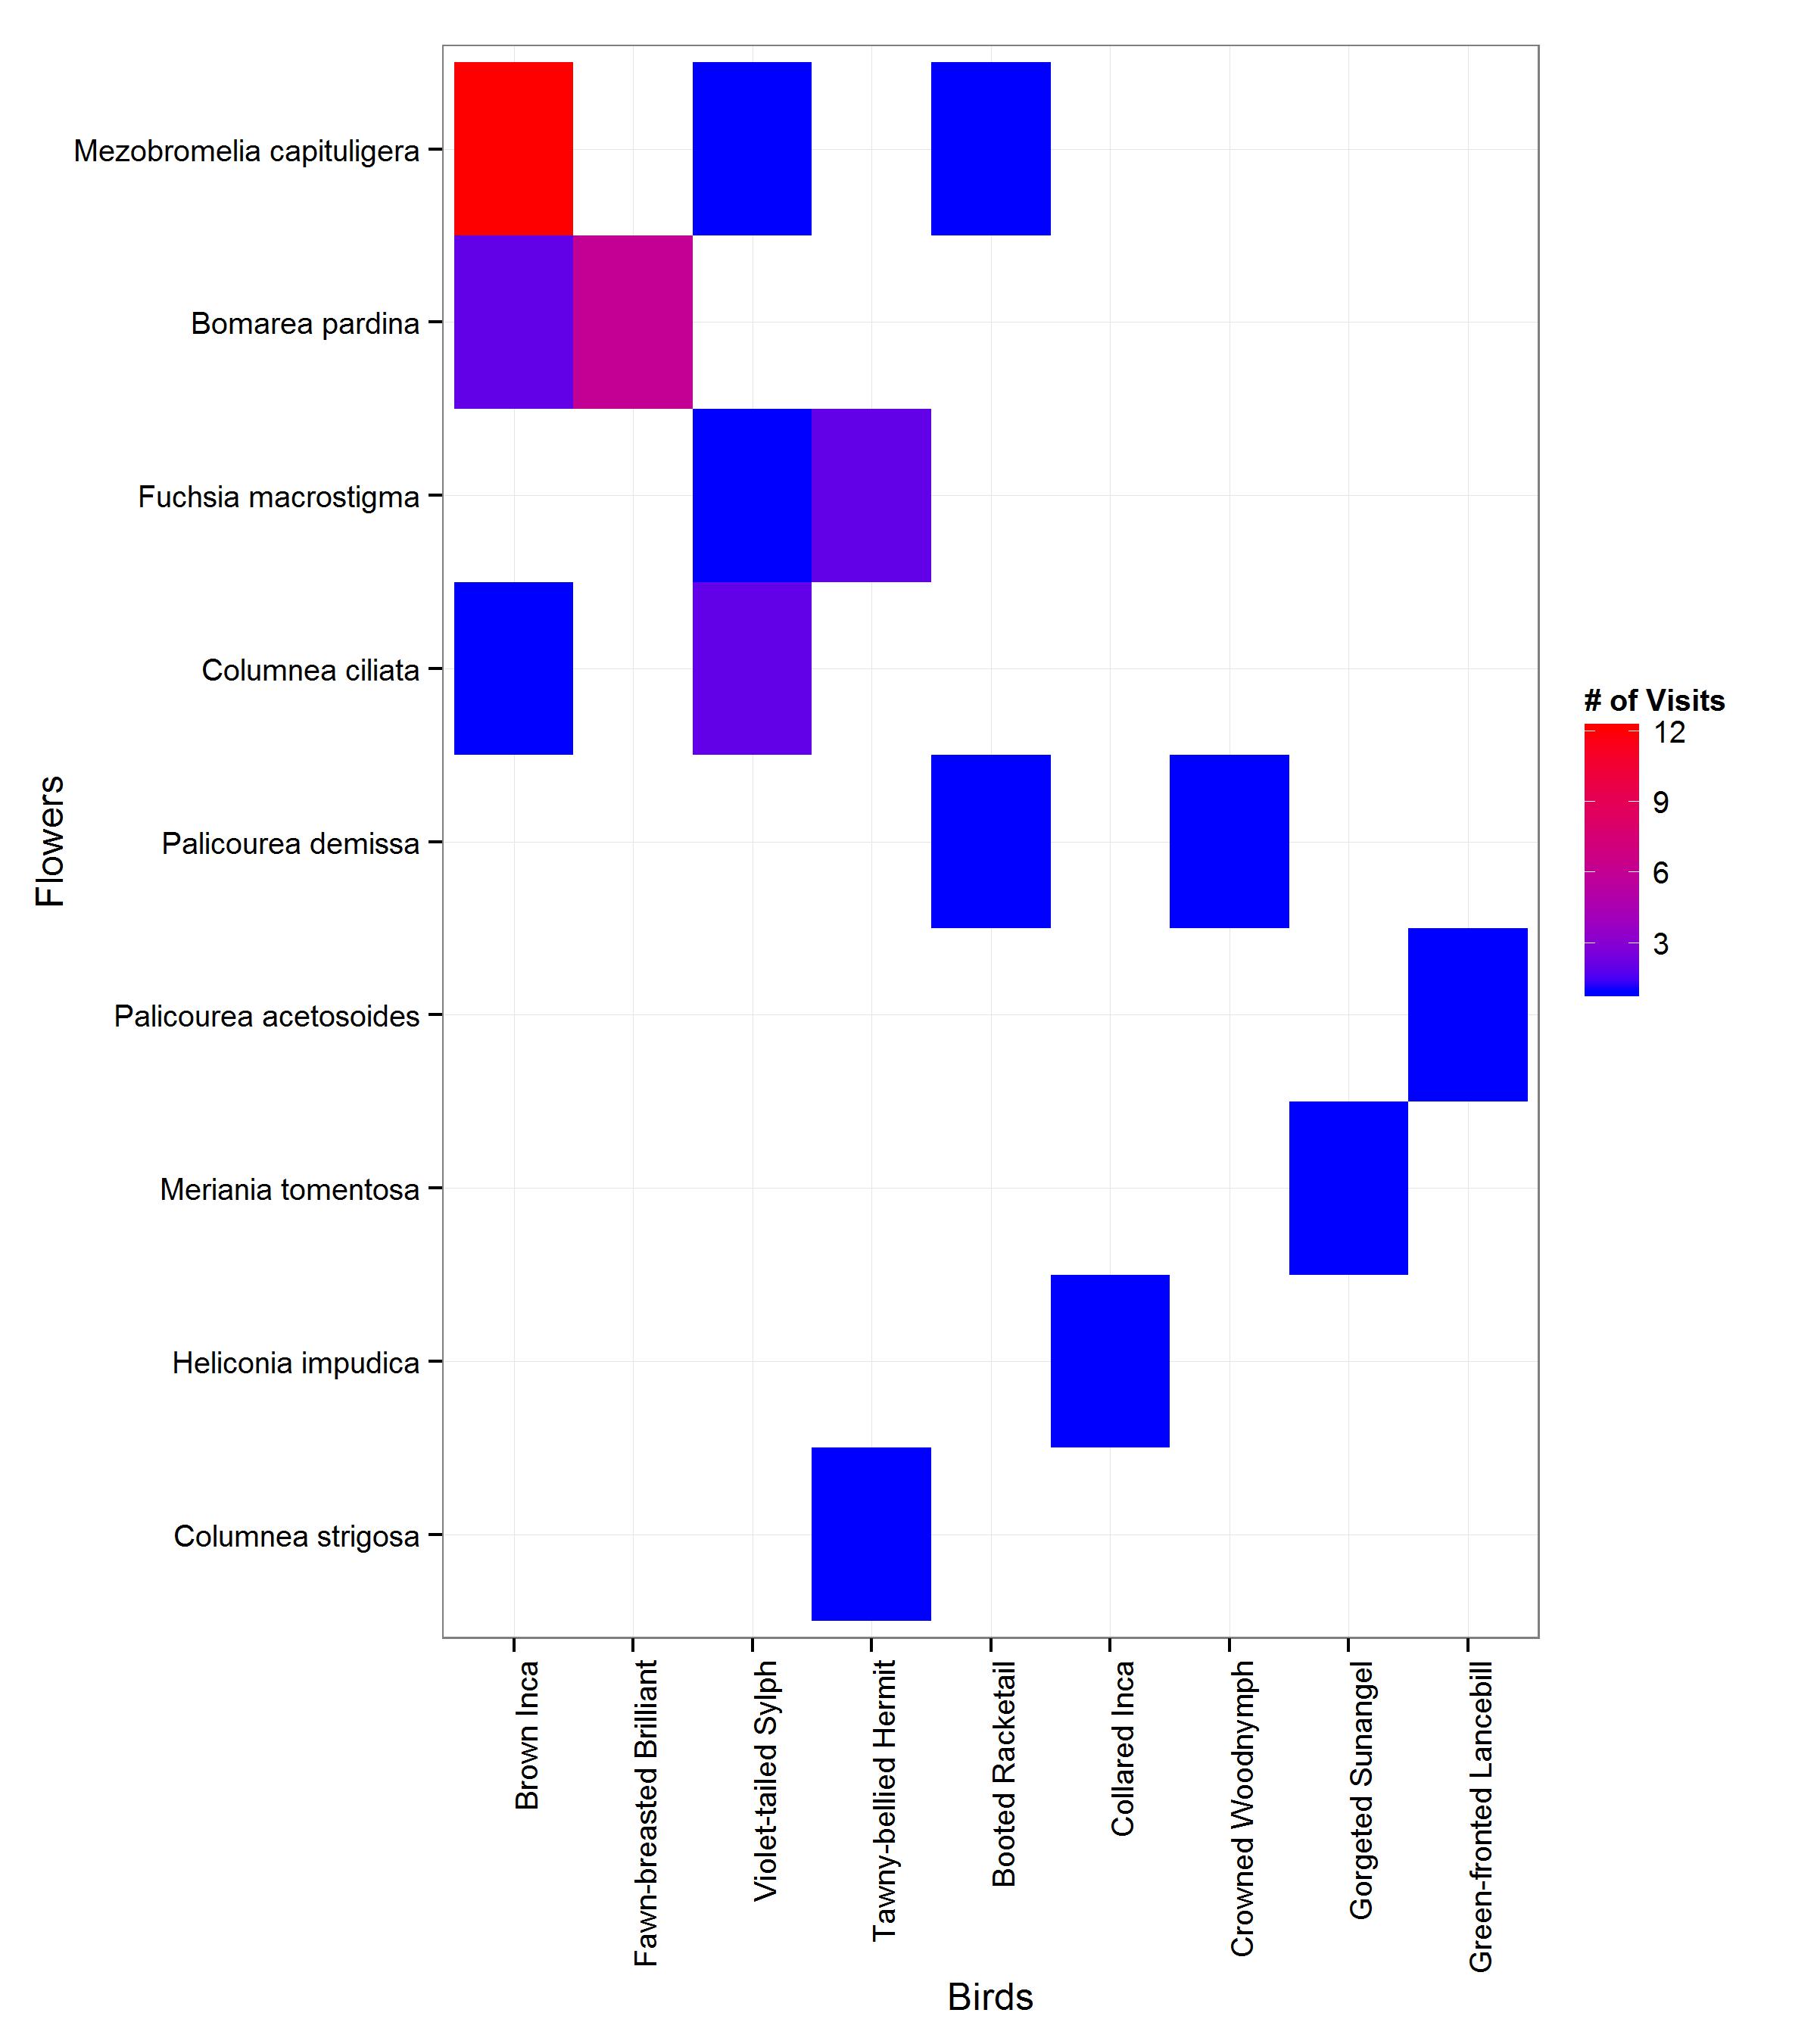 Mezobromelia capituligera
Bomarea pardina
Fuchsia macrostigma
Columnea ciliata
Palicourea demissa
Palicourea acetosoides
Meriania tomentosa
Heliconia impudica
Columnea strigosa
Flowers
# of Visits
12
9
6
3
Brown Inca
Fawn-breasted Brilliant
Violet-tailed Sylph
Tawny-bellied Hermit
Booted Racketail
Collared Inca
Crowned Woodnymph
Gorgeted Sunangel
Green-fronted Lancebill
Birds